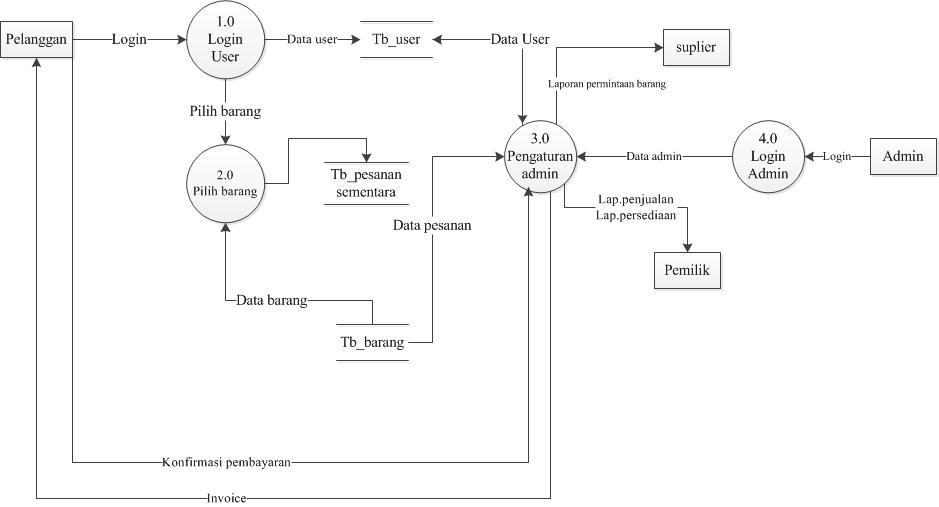 Pelanggan
Login
1.0
Login
User
Data user
Tb_user
Data User
suplier
Laporan permintaan barang
Pilih barang
2.0
Pilih barang
Tb_pesanan
sementara
3.0
Pengaturan
admin
Data admin
4.0
Login
Admin
Login
Admin
Lap.penjualan
Lap.persediaan
Data pesanan
Pemilik
Data barang
Tb_barang
Konfirmasi pembayaran
Invoice